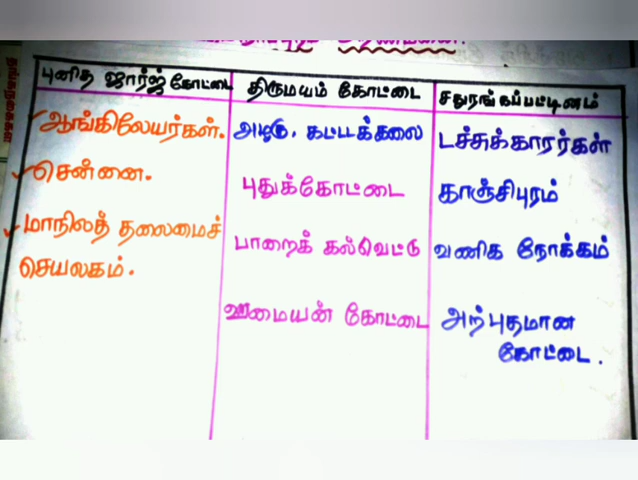 புனித ஜார்ஜ் கோட்டை
திருமயம் கோட்டை
சதுரங்கப்பட்டினம்
ஆங்கிலேயர்கள்.
சென்னை.
மாநிலத் தலைமைச்
செயலகம்.
அழகு, கட்டடக்கலை
புதுக்கோட்டை
பாறைக் கல்வெட்டு
ஊமையன் கோட்டை
டச்சுக்காரர்கள்
காஞ்சிபுரம்
வணிக நோக்கம்
அற்புதமான
கோட்டை.